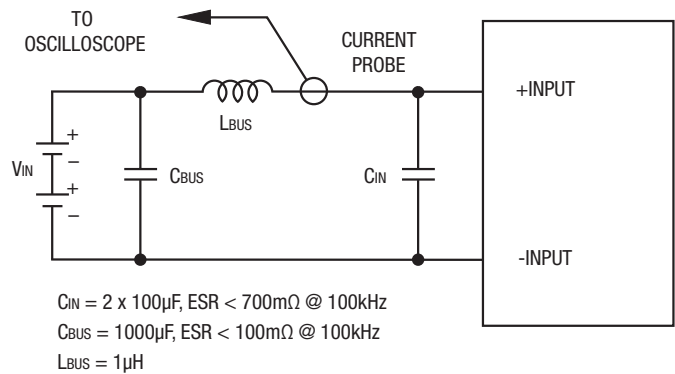 TO
OSCILLOSCOPE
CURRENT
PROBE
+INPUT
LBUS
VIN
+
−
+
−
CBUS
CIN
-INPUT
CIN = 2 x 100µF, ESR < 700mΩ @ 100kHz
CBUS = 1000µF, ESR < 100mΩ @ 100kHz
LBUS = 1µH